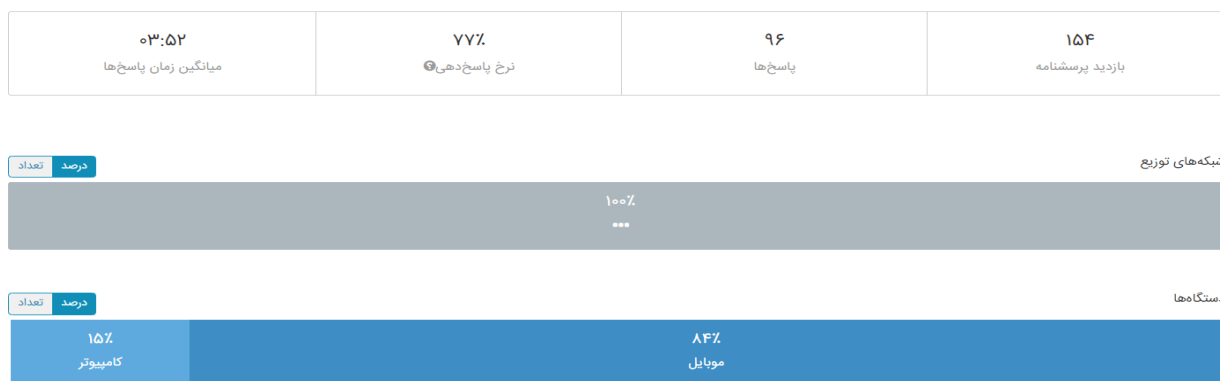 ۱۵۴
بازدید پرسشنامه
۹۶
پاسخ‌ها
۷۷٪
نرخ پاسخ‌دهی
۰۳:۵۲
میانگین زمان پاسخ‌ها
شبکه‌های توزیع
درصد
تعداد
۱۰۰٪
•••
دستگاه‌ها
درصد
تعداد
۸۴٪
موبایل
۱۵٪
کامپیوتر